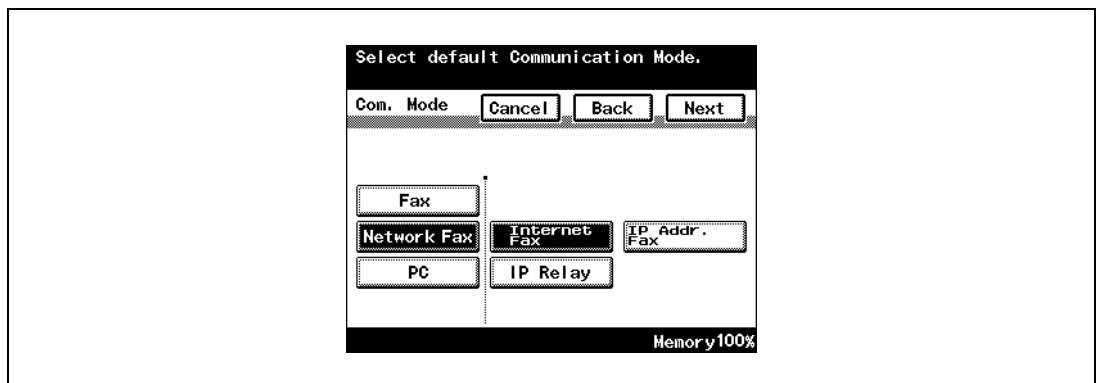 Select default Communication Mode.
Com. Mode Cancel Back Next
Fax
Network Fax Internet Fax IP Addr. Fax
PC IP Relay
Memory100%